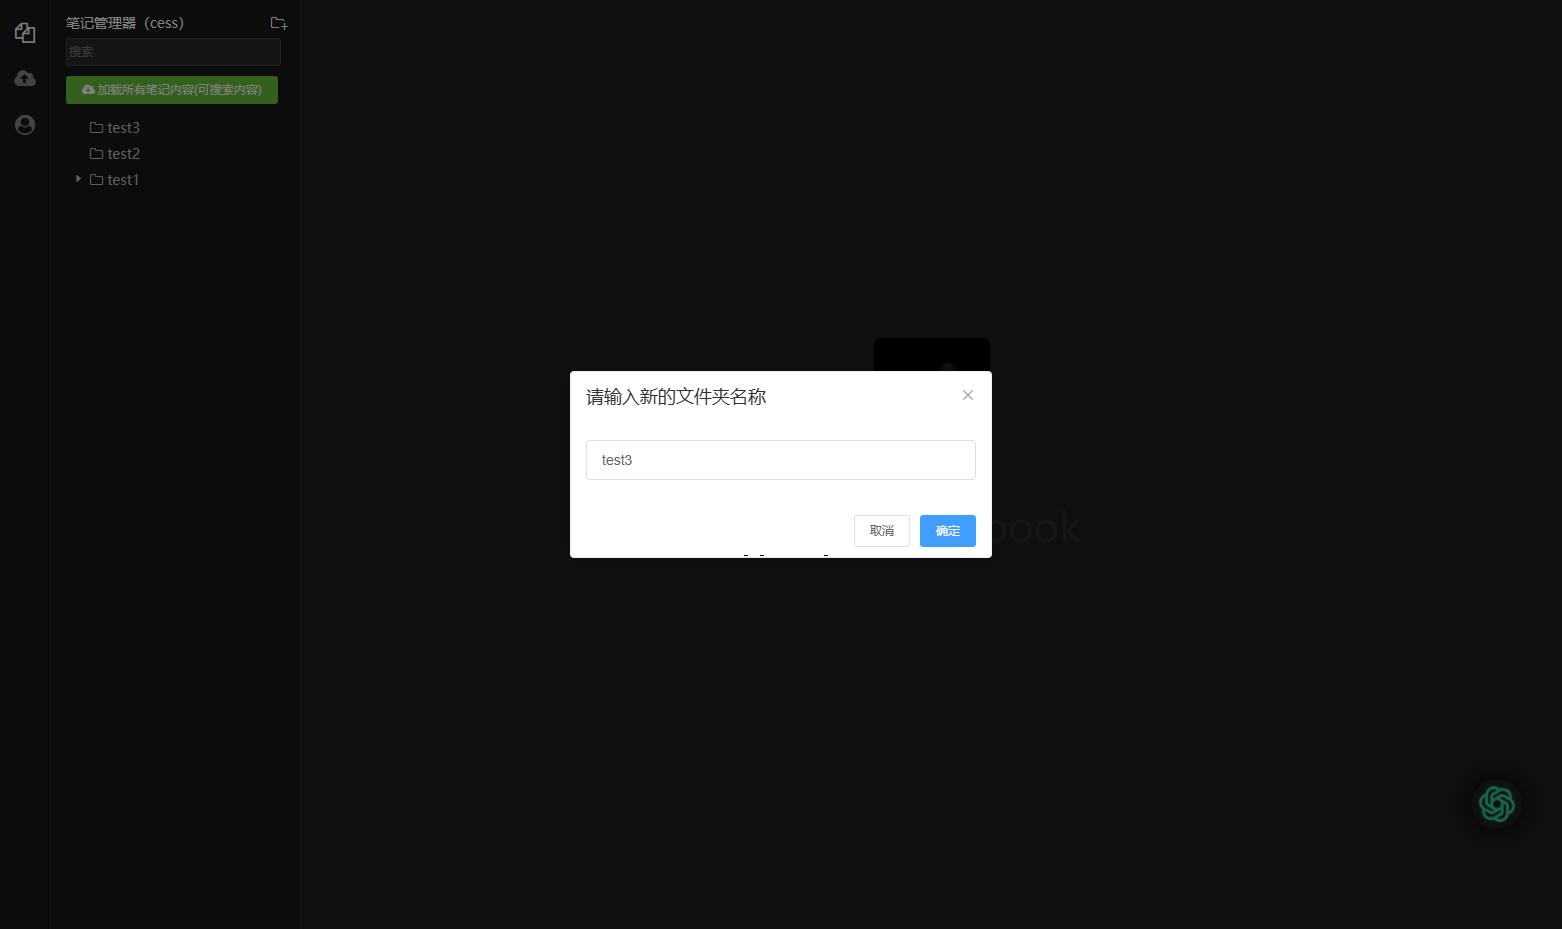 笔记管理器（cess）
搜索
加载所有笔记内容(可搜索内容)
test3
test2
test1
请输入新的文件夹名称
test3
取消
确定
book